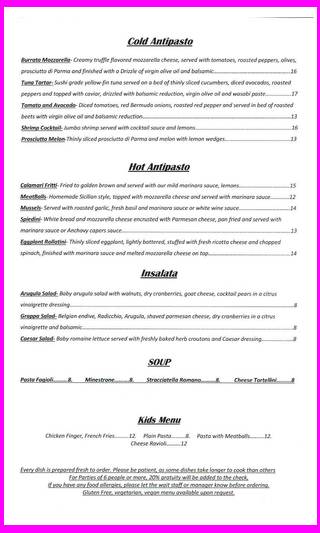 Cold Antipasto
Burrata Mozzarella- Creamy truffle flavored mozzarella cheese, served with tomatoes, roasted peppers, olives,
prosciutto di Parma and finished with a Drizzle of virgin olive oil and balsamic...............16
Tuna Tartar- Sushi grade yellow fin tuna served on a bed of thinly sliced cucumbers, diced avocados, roasted
peppers and topped with caviar, drizzled with balsamic reduction, virgin olive oil and wasabi paste...............17
Tomato and Avocado- Diced tomatoes, red Bermuda onions, roasted red pepper and served in bed of roasted
beets with virgin olive oil and balsamic reduction...............13
Shrimp Cocktail- Jumbo shrimp served with cocktail sauce and lemons...............16
Prosciutto Melon-Thinly sliced prosciutto di Parma and melon with lemon wedges...............13
Hot Antipasto
Calamari Fritti- Fried to golden brown and served with our mild marinara sauce, lemons...............15
MeatBalls- Homemade Sicilian style, topped with mozzarella cheese and served with marinara sauce...............12
Mussels- Served with roasted garlic, fresh basil and marinara sauce or white wine sauce...............14
Spiedini- White bread and mozzarella cheese encrusted with Parmesan cheese, pan fried and served with
marinara sauce or Anchovy capers sauce...............13
Eggplant Rollatini- Thinly sliced eggplant, lightly battered, stuffed with fresh ricotta cheese and chopped
spinach, finished with marinara sauce and melted mozzarella cheese on top...............14
Insalata
Arugula Salad- Baby arugula salad with walnuts, dry cranberries, goat cheese, cocktail pears in a citrus
vinaigrette dressing...............8
Grappa Salad- Belgian endive, Radicchio, Arugula, shaved parmesan cheese, dry cranberries in a citrus
vinaigrette and balsamic...............8
Caesar Salad- Baby romaine lettuce served with freshly baked herb croutons and Caesar dressing...............8
SOUP
Pasta Fagioli.........8. Minestrone.........8. Stracciatella Romano.........8. Cheese Tortellini.........8
Kids Menu
Chicken Finger, French Fries.........12. Plain Pasta.........8. Pasta with Meatballs.........12.
Cheese Ravioli.........12
Every dish is prepared fresh to order. Please be patient, as some dishes take longer to cook than others
For Parties of 6 people or more, 20% gratuity will be added to the check,
if you have any food allergies, please let the wait staff or manager know before ordering.
Gluten Free, vegetarian, vegan menu available upon request.